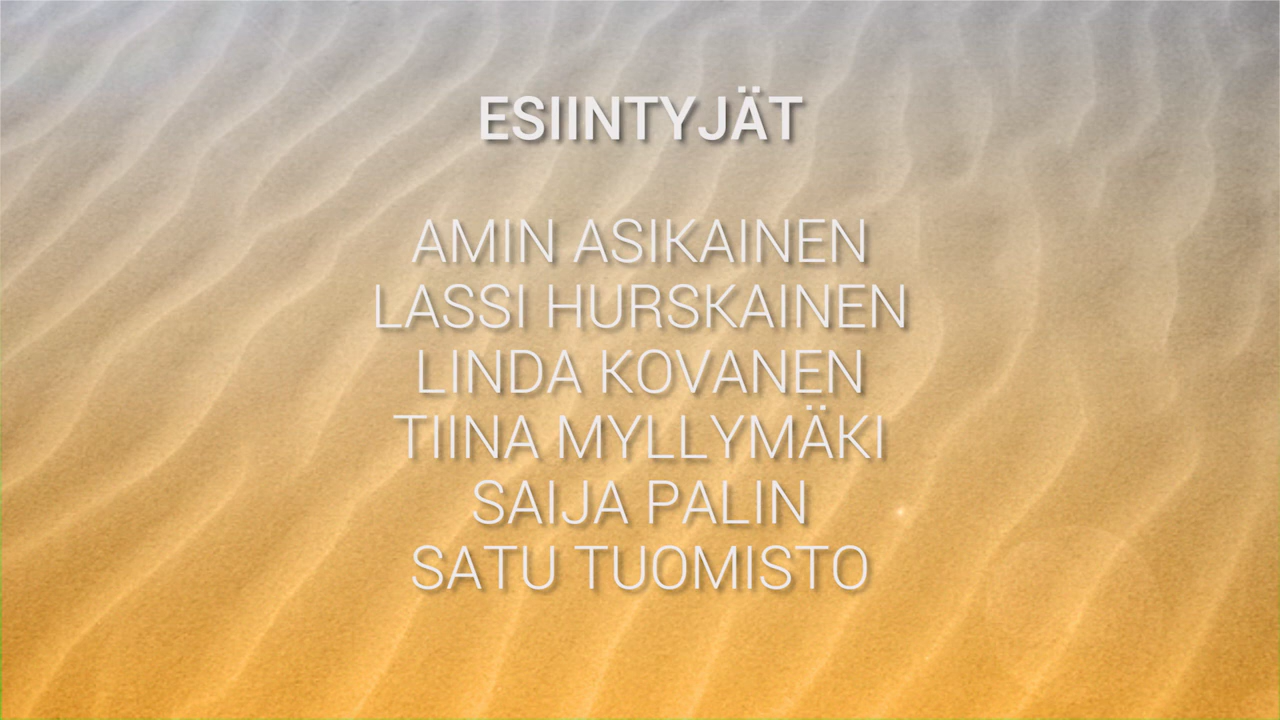 ESIINTYJÄT
AMIN ASIKAINEN
LASSI HURSKAINEN
LINDA KOVANEN
TIINA MYLLYMÄKI
SAIJA PALIN
SATU TUOMISTO